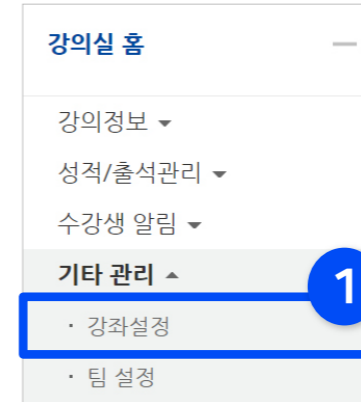 강의실 홈
강의정보
성적/출석관리
수강생 알림
기타 관리
1
· 강좌설정
· 팀 설정